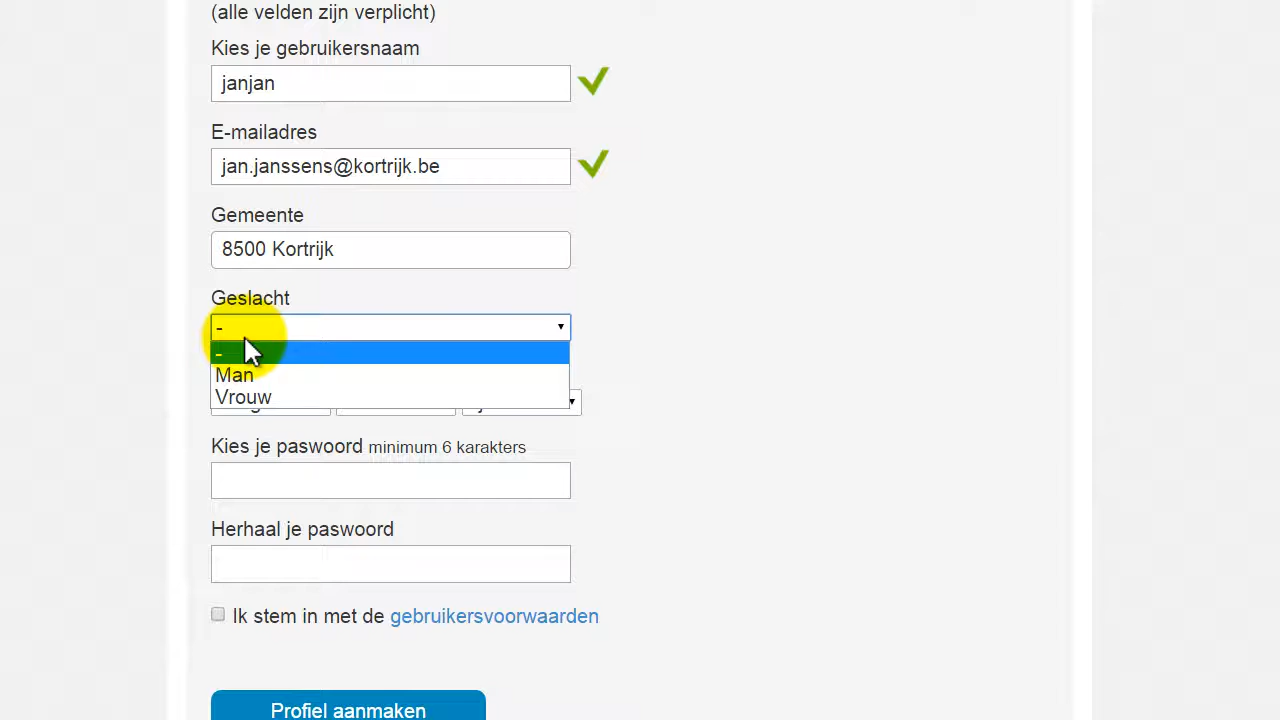 (alle velden zijn verplicht)
Kies je gebruikersnaam
janjan
E-mailadres
jan.janssens@kortrijk.be
Gemeente
8500 Kortrijk
Geslacht
-
-
Man
Vrouw
Kies je paswoord minimum 6 karakters
Herhaal je paswoord
Ik stem in met de gebruikersvoorwaarden
Profiel aanmaken